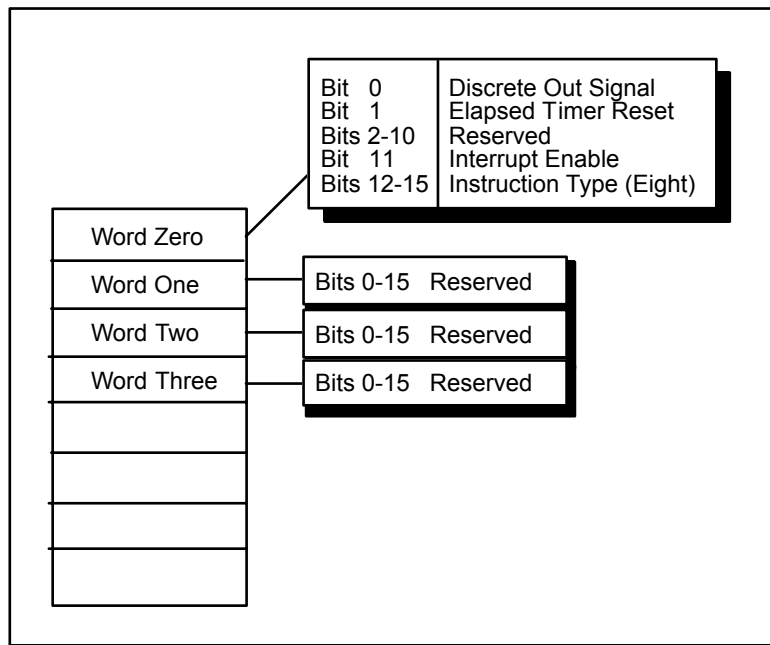 Bit 0 Discrete Out Signal
Bit 1 Elapsed Timer Reset
Bits 2-10 Reserved
Bit 11 Interrupt Enable
Bits 12-15 Instruction Type (Eight)
Word Zero
Word One
Bits 0-15 Reserved
Word Two
Bits 0-15 Reserved
Word Three
Bits 0-15 Reserved